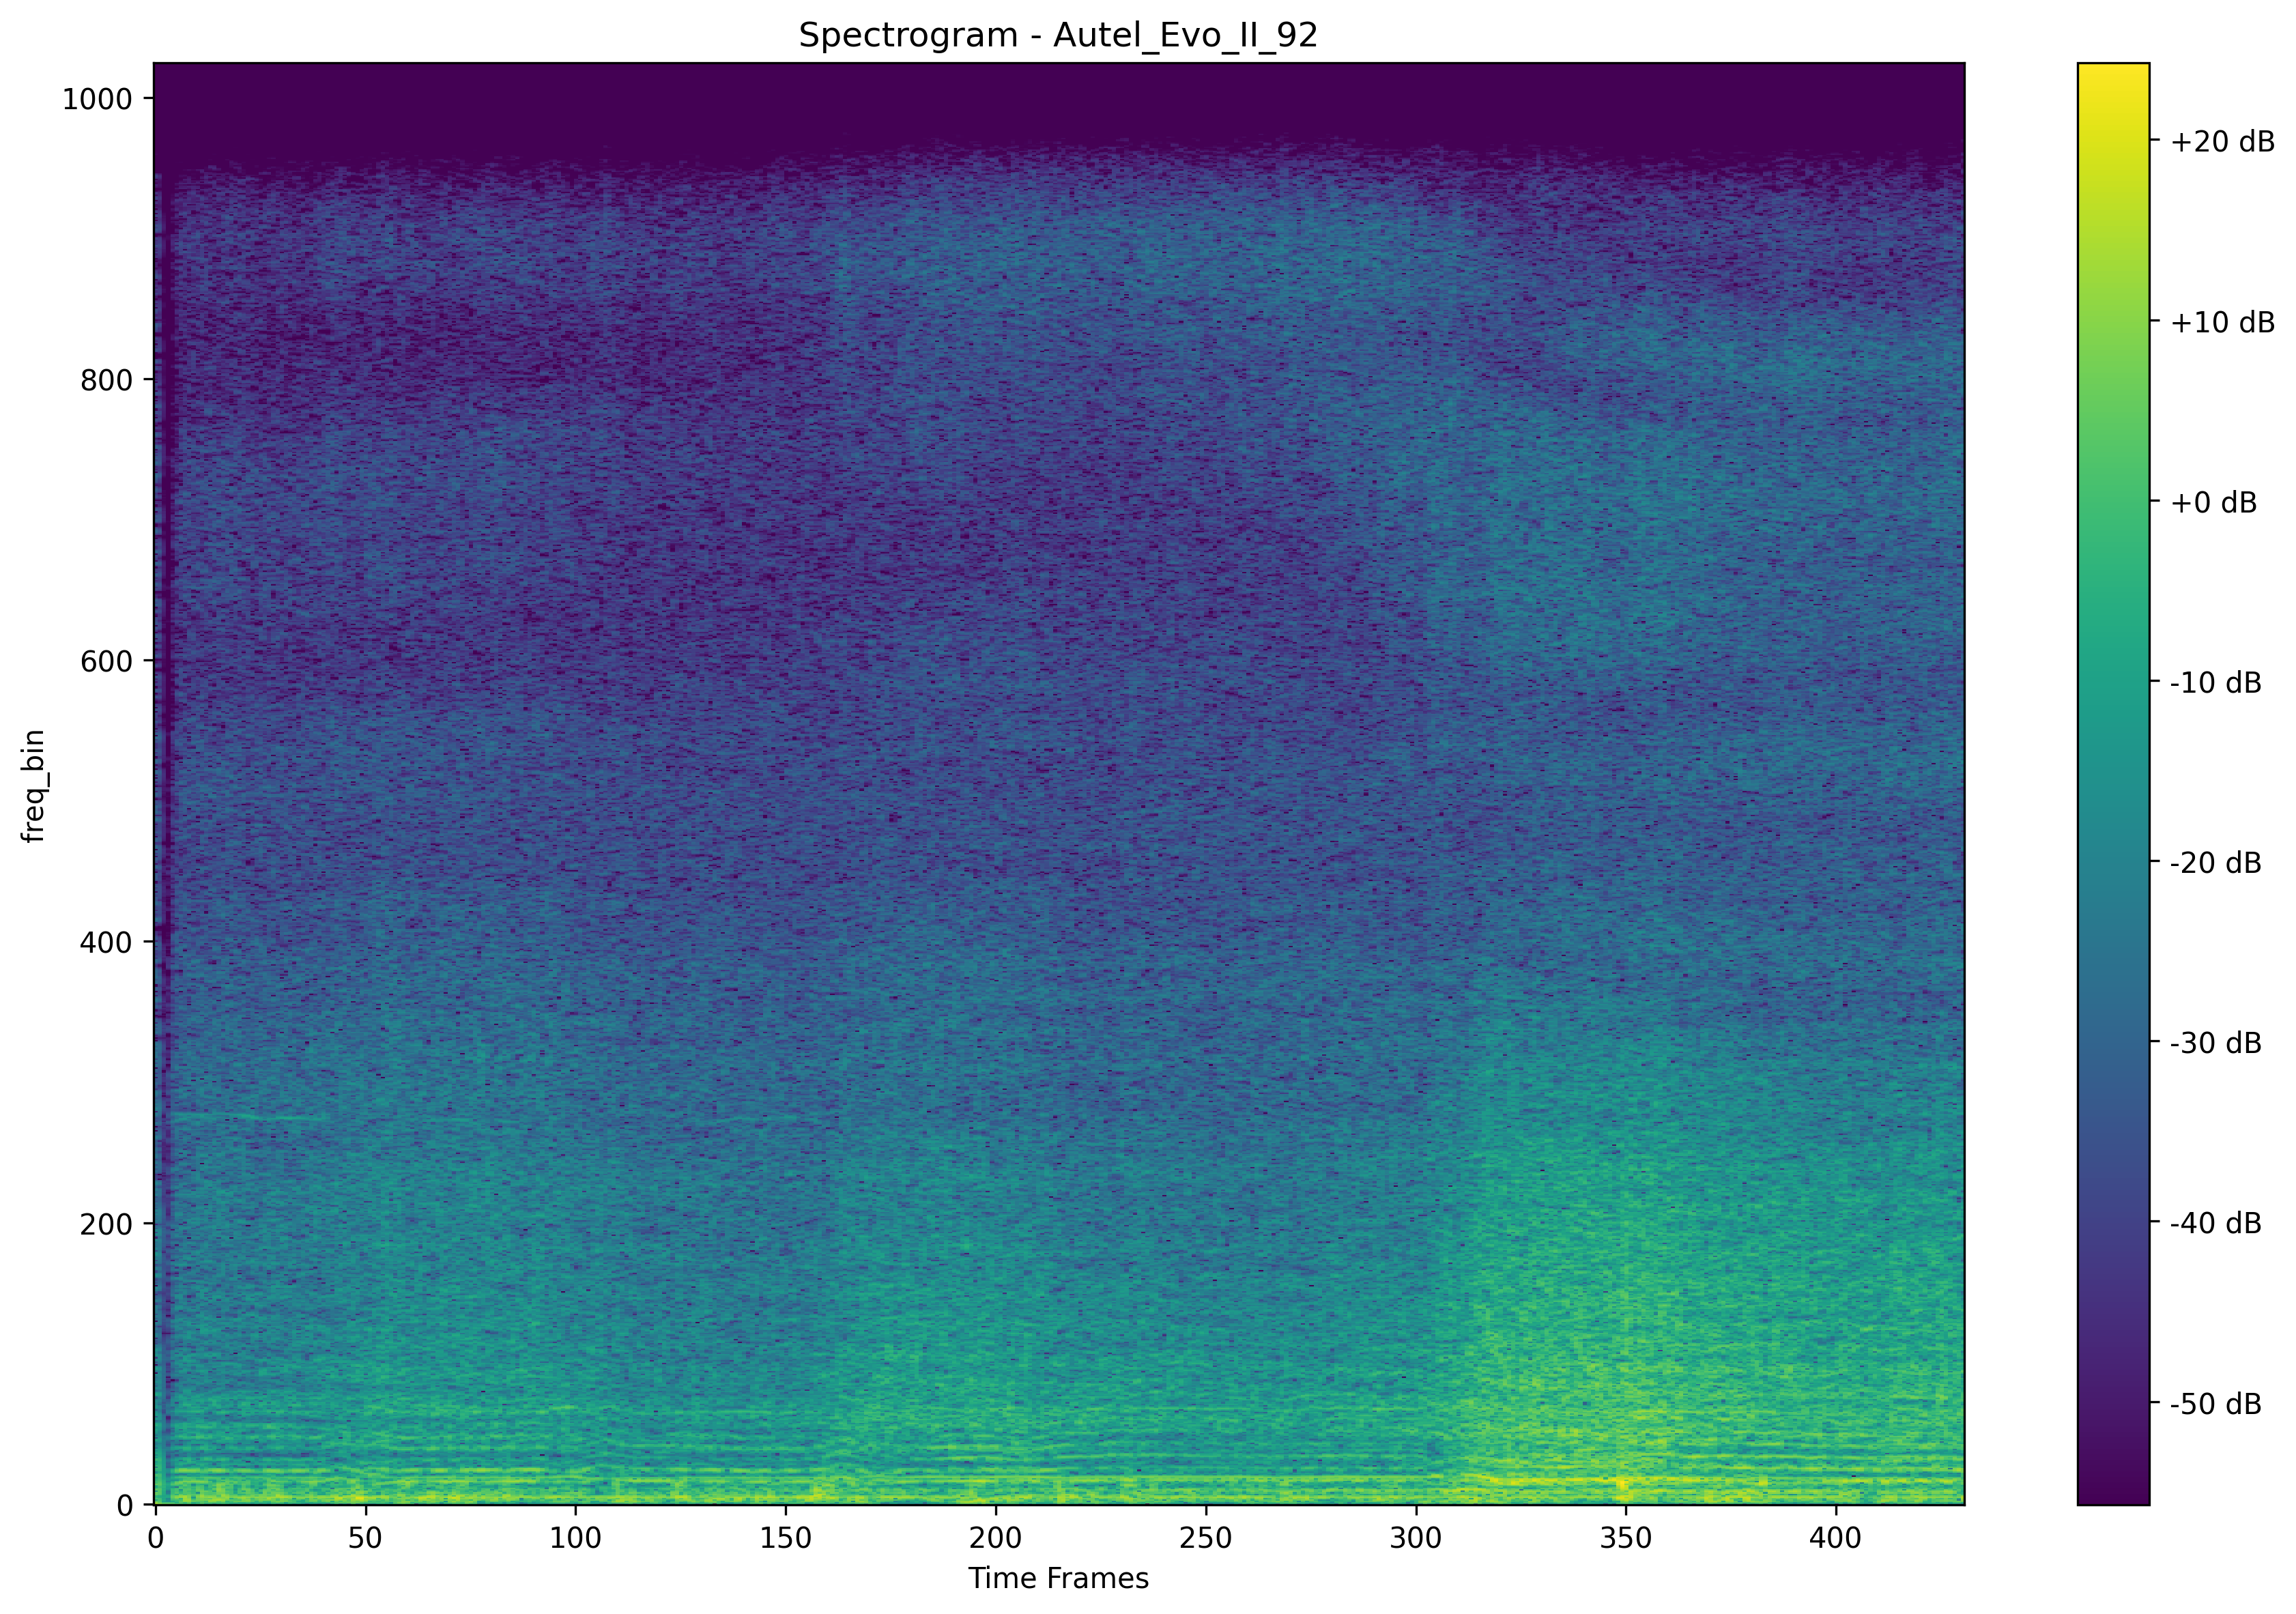 Spectrogram - Autel_Evo_II_92
1000
800
600
400
200
0
freq_bin
0 50 100 150 200 250 300 350 400
Time Frames
+20 dB
+10 dB
+0 dB
-10 dB
-20 dB
-30 dB
-40 dB
-50 dB